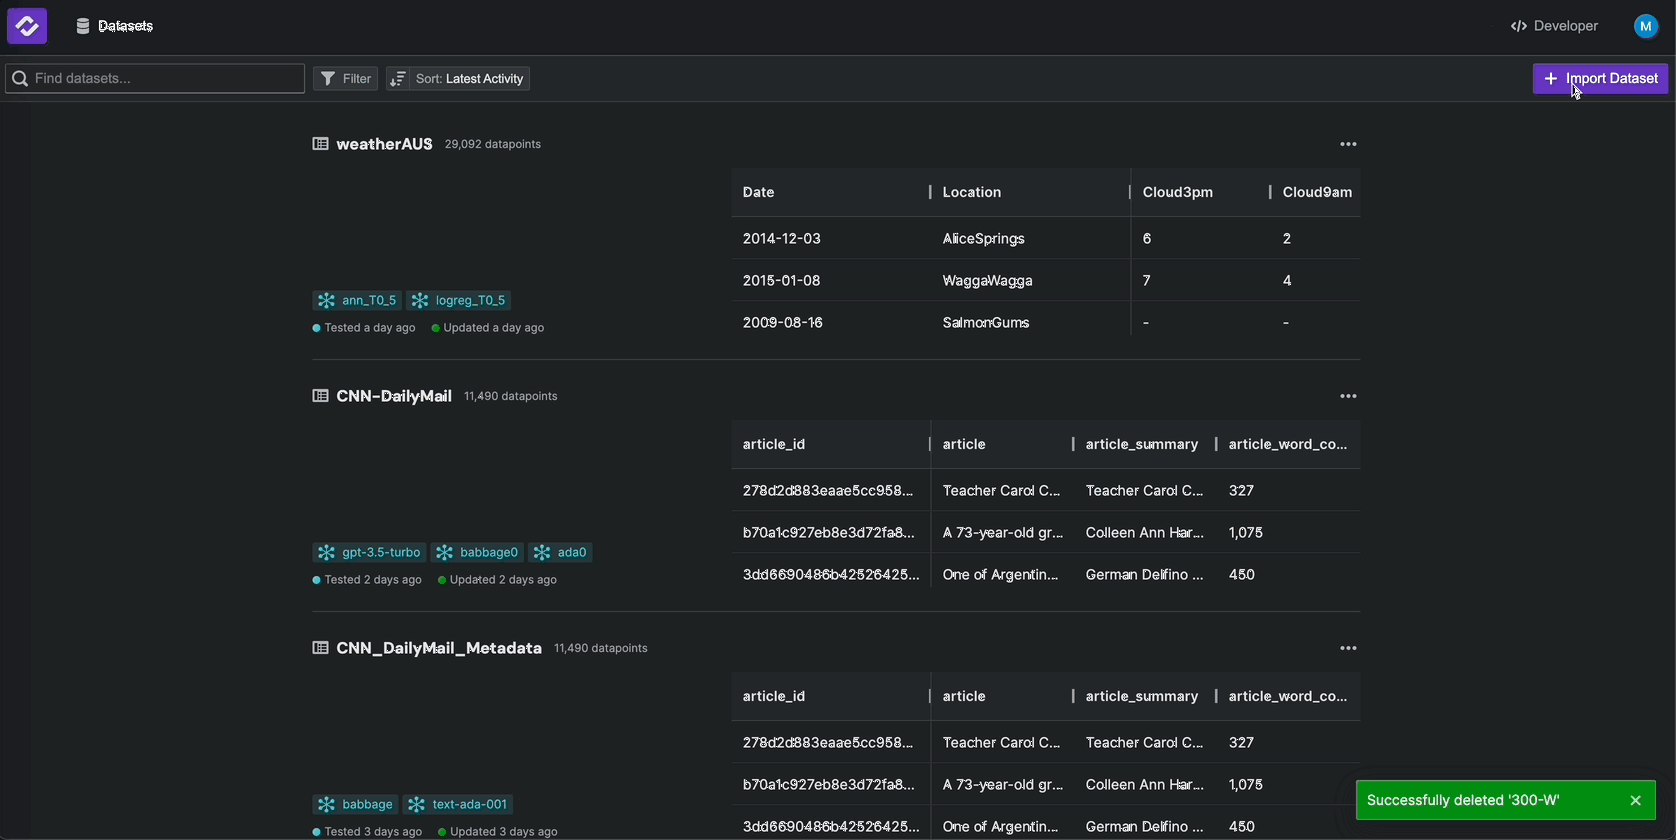 Datasets
Developer
M
Find datasets...
Filter
Sort: Latest Activity
+ Import Dataset
weatherAUS 29,092 datapoints
Date Location Cloud3pm Cloud9am
2014-12-03 AliceSprings 6 2
2015-01-08 WaggaWagga 7 4
2009-08-16 SalmonGums - -
ann_T0_5 logreg_T0_5
Tested a day ago Updated a day ago
CNN-DailyMail 11,490 datapoints
article_id article article_summary article_word_co...
278d2d883eaae5cc958... Teacher Carol C... Teacher Carol C... 327
b70a1c927eb8e3d72fa8... A 73-year-old gr... Colleen Ann Har... 1,075
3dd6690486b42526425... One of Argentin... German Delfino ... 450
gpt-3.5-turbo babbage0 ada0
Tested 2 days ago Updated 2 days ago
CNN_DailyMail_Metadata 11,490 datapoints
article_id article article_summary article_word_co...
278d2d883eaae5cc958... Teacher Carol C... Teacher Carol C... 327
b70a1c927eb8e3d72fa8... A 73-year-old gr... Colleen Ann Har... 1,075
3dd6690486b42526425... One of Argentin... German Delfino ... 450
babbage text-ada-001
Tested 3 days ago Updated 3 days ago
Successfully deleted '300-W'